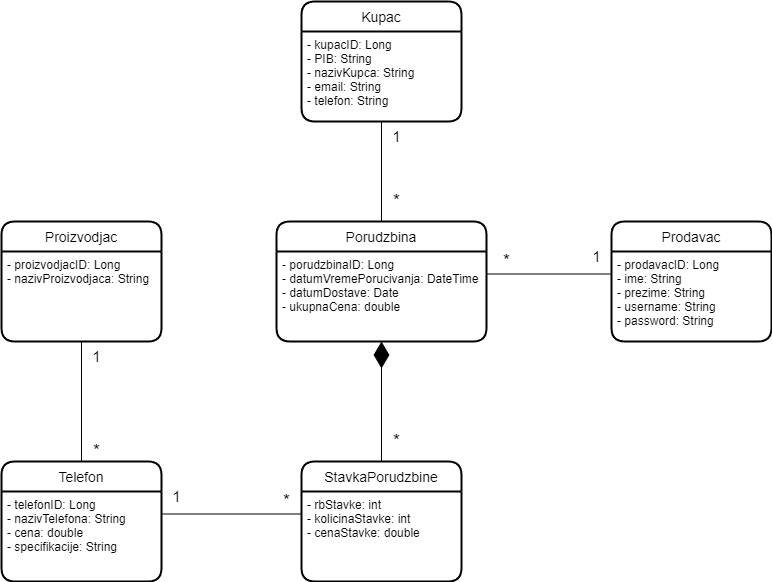 Kupac
- kupacID: Long
- PIB: String
- nazivKupca: String
- email: String
- telefon: String
1
*
Proizvodjac
- proizvodjacID: Long
- nazivProizvodjaca: String
Porudzbina
- porudzbinaID: Long
- datumVremePorucivanja: DateTime
- datumDostave: Date
- ukupnaCena: double
* 1
Prodavac
- prodavacID: Long
- ime: String
- prezime: String
- username: String
- password: String
1
*
*
Telefon
- telefonID: Long
- nazivTelefona: String
- cena: double
- specifikacije: String
1 *
StavkaPorudzbine
- rbStavke: int
- kolicinaStavke: int
- cenaStavke: double